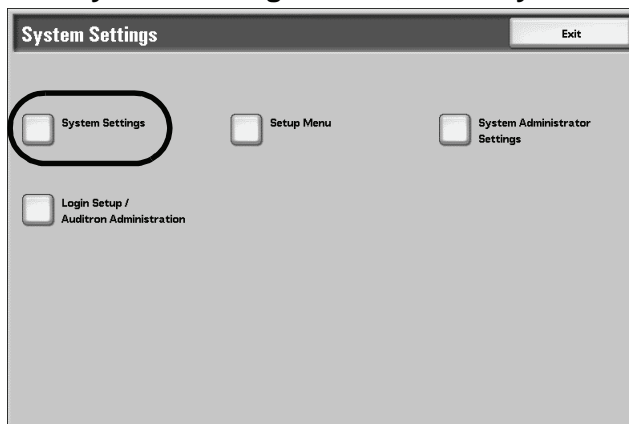 System Settings
Exit
System Settings
Setup Menu
System Administrator
Settings
Login Setup /
Auditron Administration